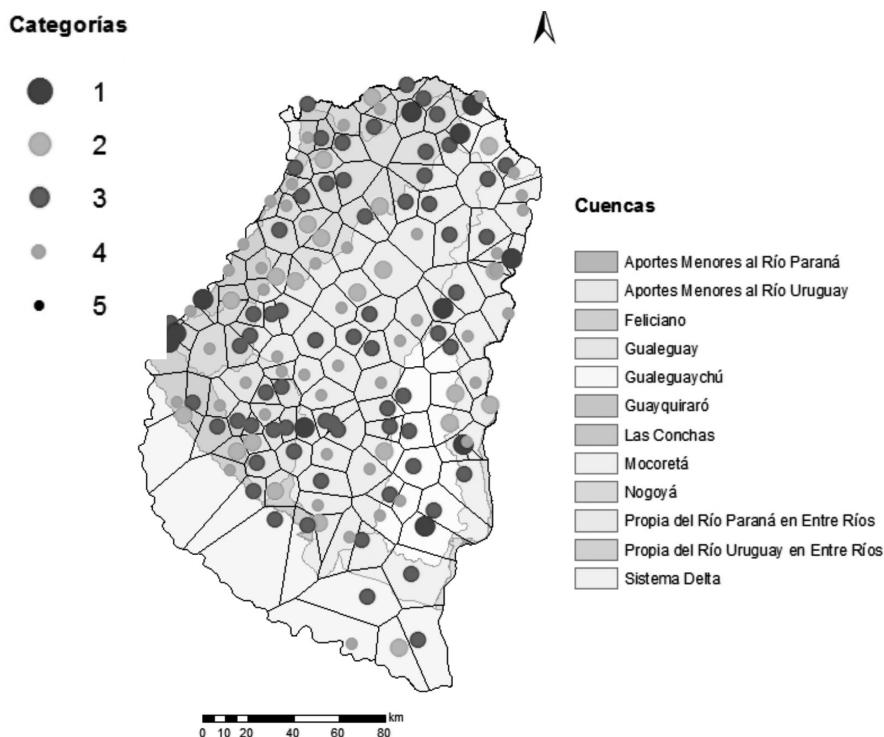 Categorías
1
2
3
4
5
Cuencas
Aportes Menores al Río Paraná
Aportes Menores al Río Uruguay
Feliciano
Gualeguay
Gualeguaychú
Guayquiraró
Las Conchas
Mocoretá
Nogoyá
Propia del Río Paraná en Entre Ríos
Propia del Río Uruguay en Entre Ríos
Sistema Delta
km
0 10 20 40 60 80